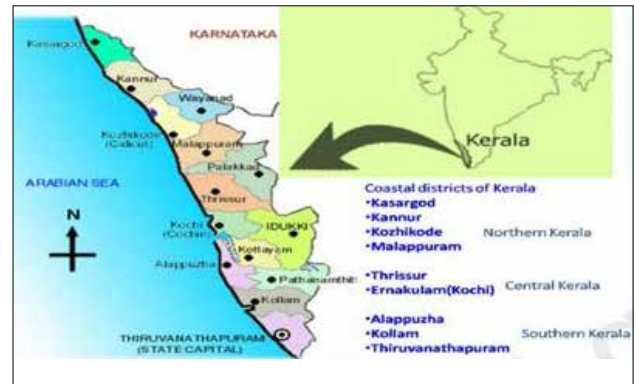 KARNATAKA
Kasargod
Kannur
Wayanad
Kozhikode
(Calicut)
Malappuram
Palakkad
ARABIAN SEA
Thrissur
N
Kochi
(Cochin)
IDUKKI
Kottayam
Alappuzha
Pathanamthit
Kollam
THIRUVANATHAPURAM
(STATE CAPITAL)
Kerala
Coastal districts of Kerala
•Kasargod
•Kannur
•Kozhikode Northern Kerala
•Malappuram
•Thrissur
•Ernakulam(Kochi) Central Kerala
•Alappuzha
•Kollam Southern Kerala
•Thiruvanathapuram